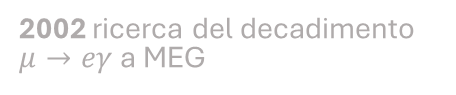 2002 ricerca del decadimento
μ → eγ a MEG